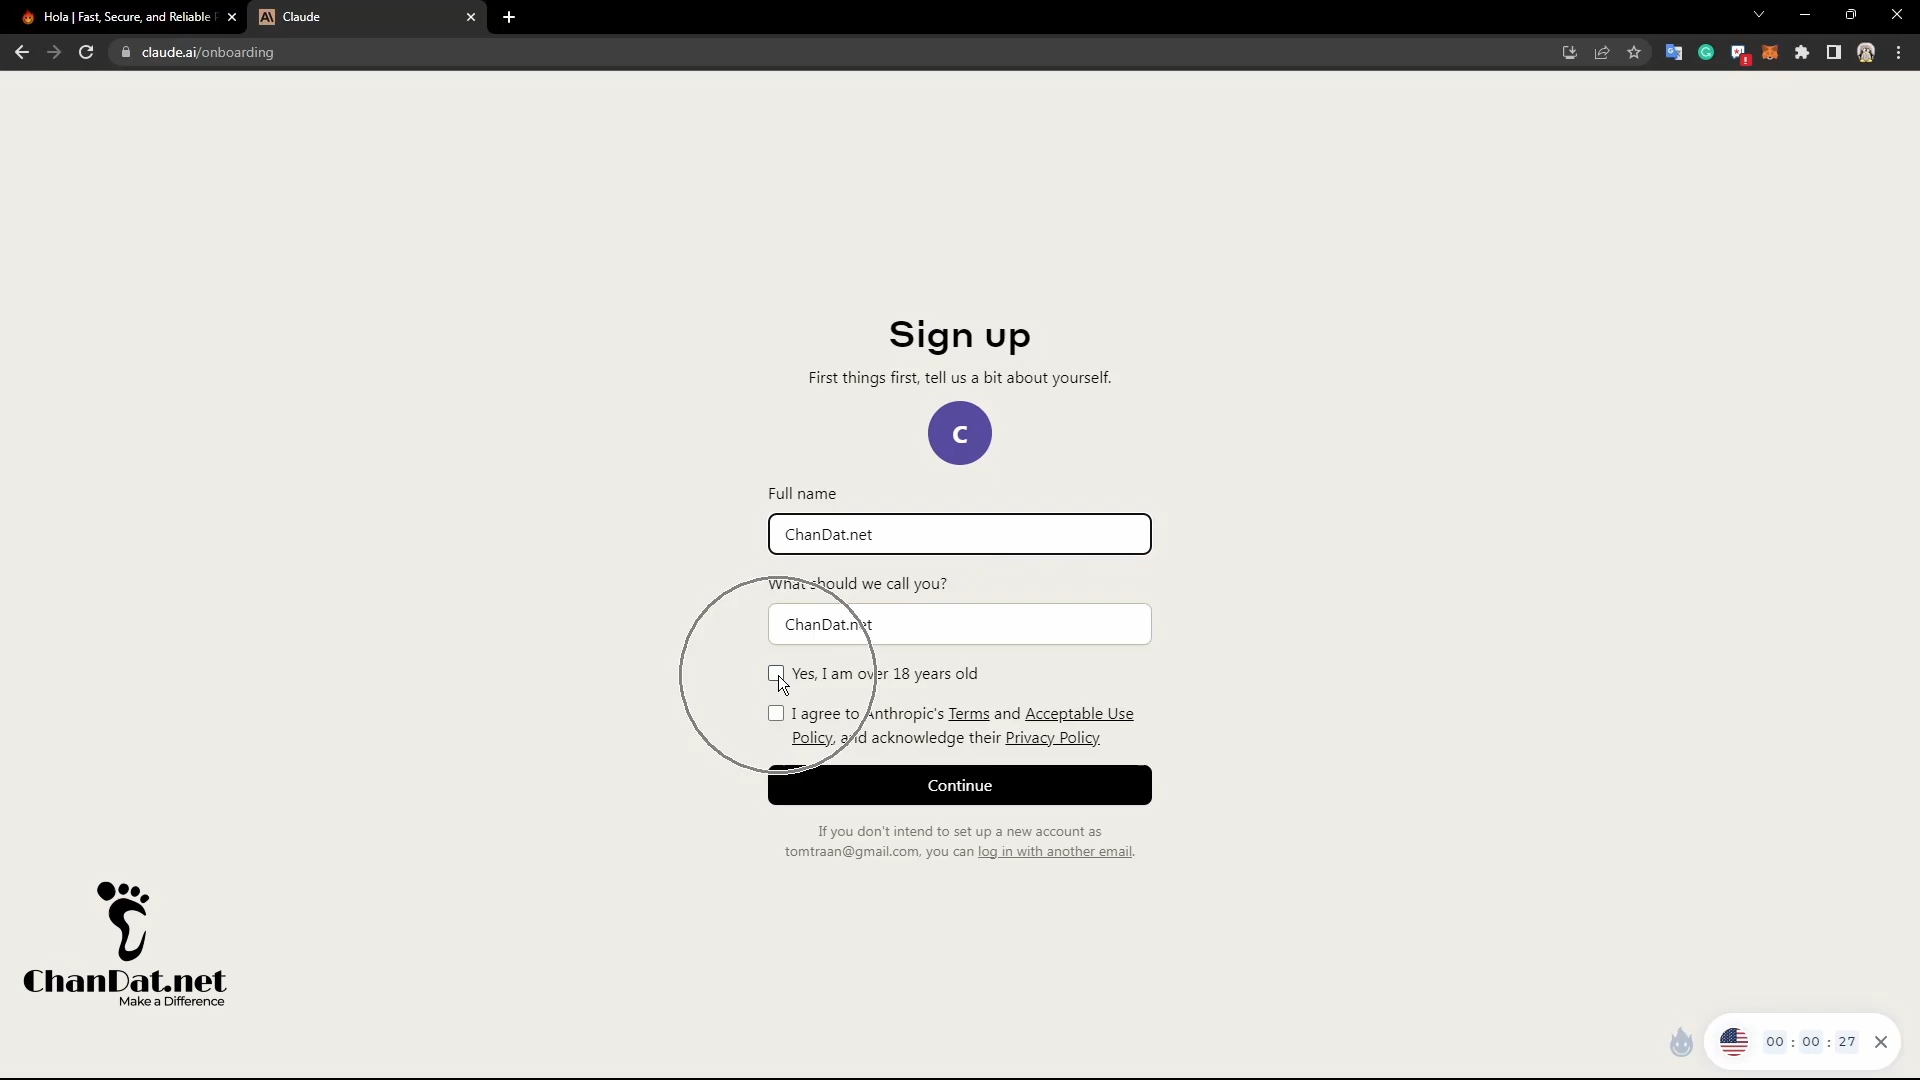 Hola | Fast, Secure, and Reliable
Claude
claude.ai/onboarding
Sign up
First things first, tell us a bit about yourself.
C
Full name
ChanDat.net
What should we call you?
ChanDat.net
Yes, I am over 18 years old
I agree to Anthropic's Terms and Acceptable Use
Policy, and acknowledge their Privacy Policy
Continue
If you don't intend to set up a new account as
tomtraan@gmail.com, you can log in with another email.
ChanDat.net
Make a Difference
00 : 00 : 27